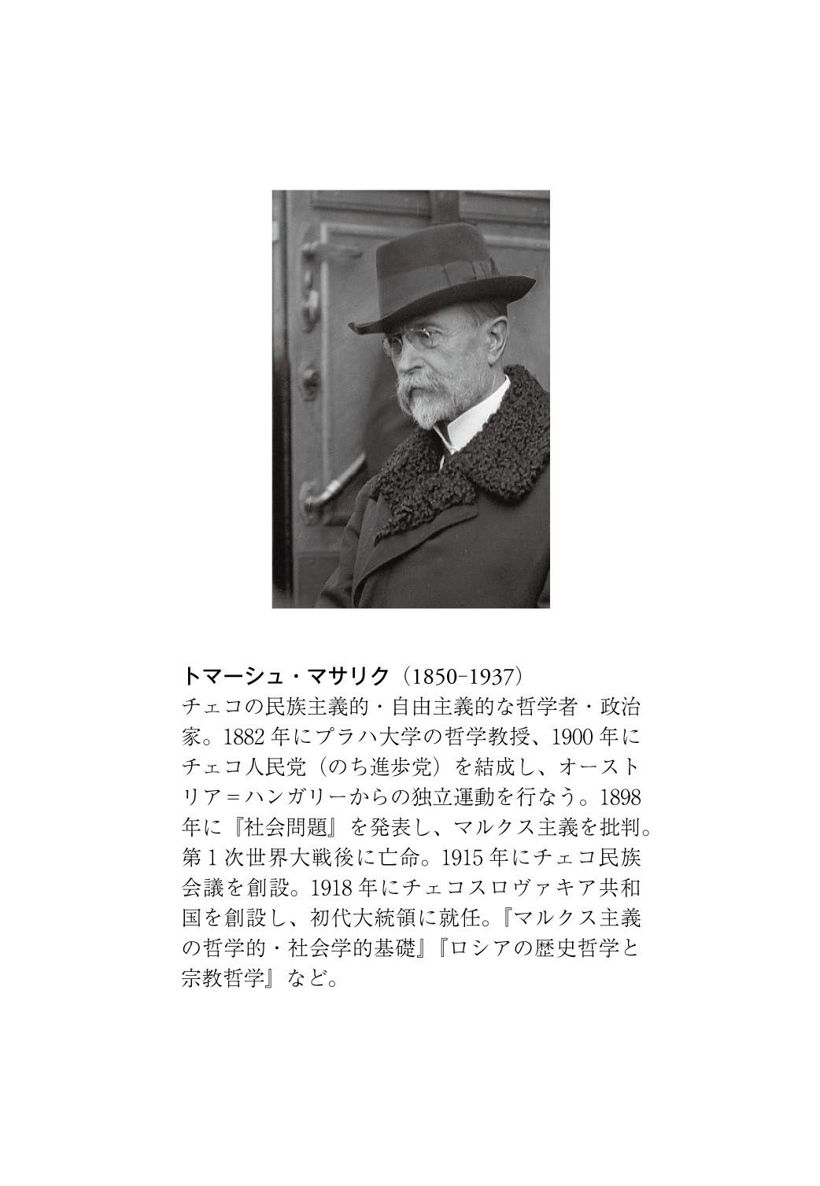 トマーシュ・マサリク（1850-1937）
チェコの民族主義的・自由主義的な哲学者・政治
家。1882 年にプラハ大学の哲学教授、1900 年に
チェコ人民党（のち進歩党）を結成し、オースト
リア＝ハンガリーからの独立運動を行なう。1898
年に『社会問題』を発表し、マルクス主義を批判。
第 1 次世界大戦後に亡命。1915 年にチェコ民族
会議を創設。1918 年にチェコスロヴァキア共和
国を創設し、初代大統領に就任。『マルクス主義
の哲学的・社会学的基礎』『ロシアの歴史哲学と
宗教哲学』など。